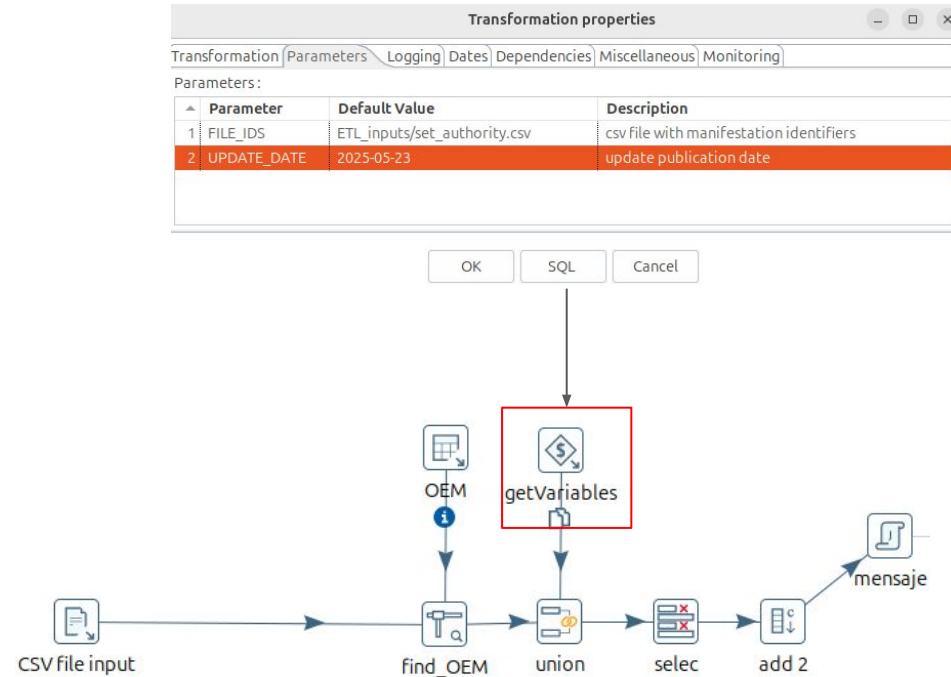 Transformation properties
Transformation Parameters Logging Dates Dependencies Miscellaneous Monitoring
Parameters:
Parameter Default Value Description
1 FILE_IDS ETL_inputs/set_authority.csv csv file with manifestation identifiers
2 UPDATE_DATE 2025-05-23 update publication date
OK SQL Cancel
OEM getVariables
mensaje
CSV file input find_OEM union selec add 2